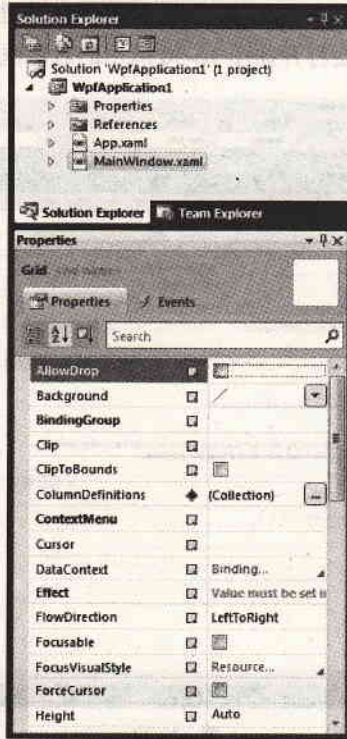 Solution Explorer
Solution 'WpfApplication1' (1 project)
WpfApplication1
Properties
References
App.xaml
MainWindow.xaml
Solution Explorer Team Explorer
Properties
Grid
Properties Events
Search
AllowDrop
Background
BindingGroup
Clip
ClipToBounds
ColumnDefinitions (Collection) ...
ContextMenu
Cursor
DataContext Binding...
Effect Value must be set
FlowDirection LeftToRight
Focusable
FocusVisualStyle Resource...
ForceCursor
Height Auto